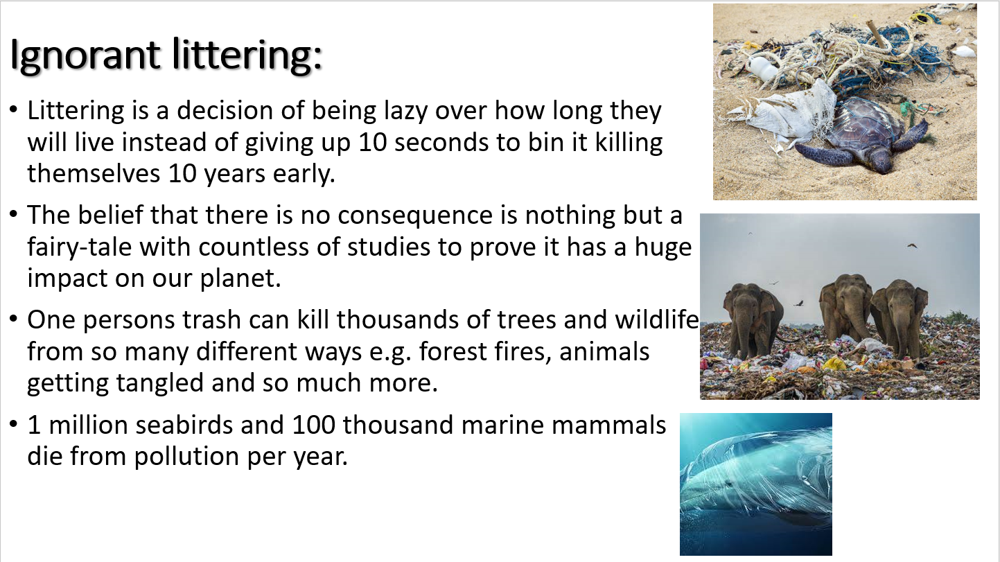 Ignorant littering:
• Littering is a decision of being lazy over how long they
will live instead of giving up 10 seconds to bin it killing
themselves 10 years early.
• The belief that there is no consequence is nothing but a
fairy-tale with countless of studies to prove it has a huge
impact on our planet.
• One persons trash can kill thousands of trees and wildlife
from so many different ways e.g. forest fires, animals
getting tangled and so much more.
• 1 million seabirds and 100 thousand marine mammals
die from pollution per year.